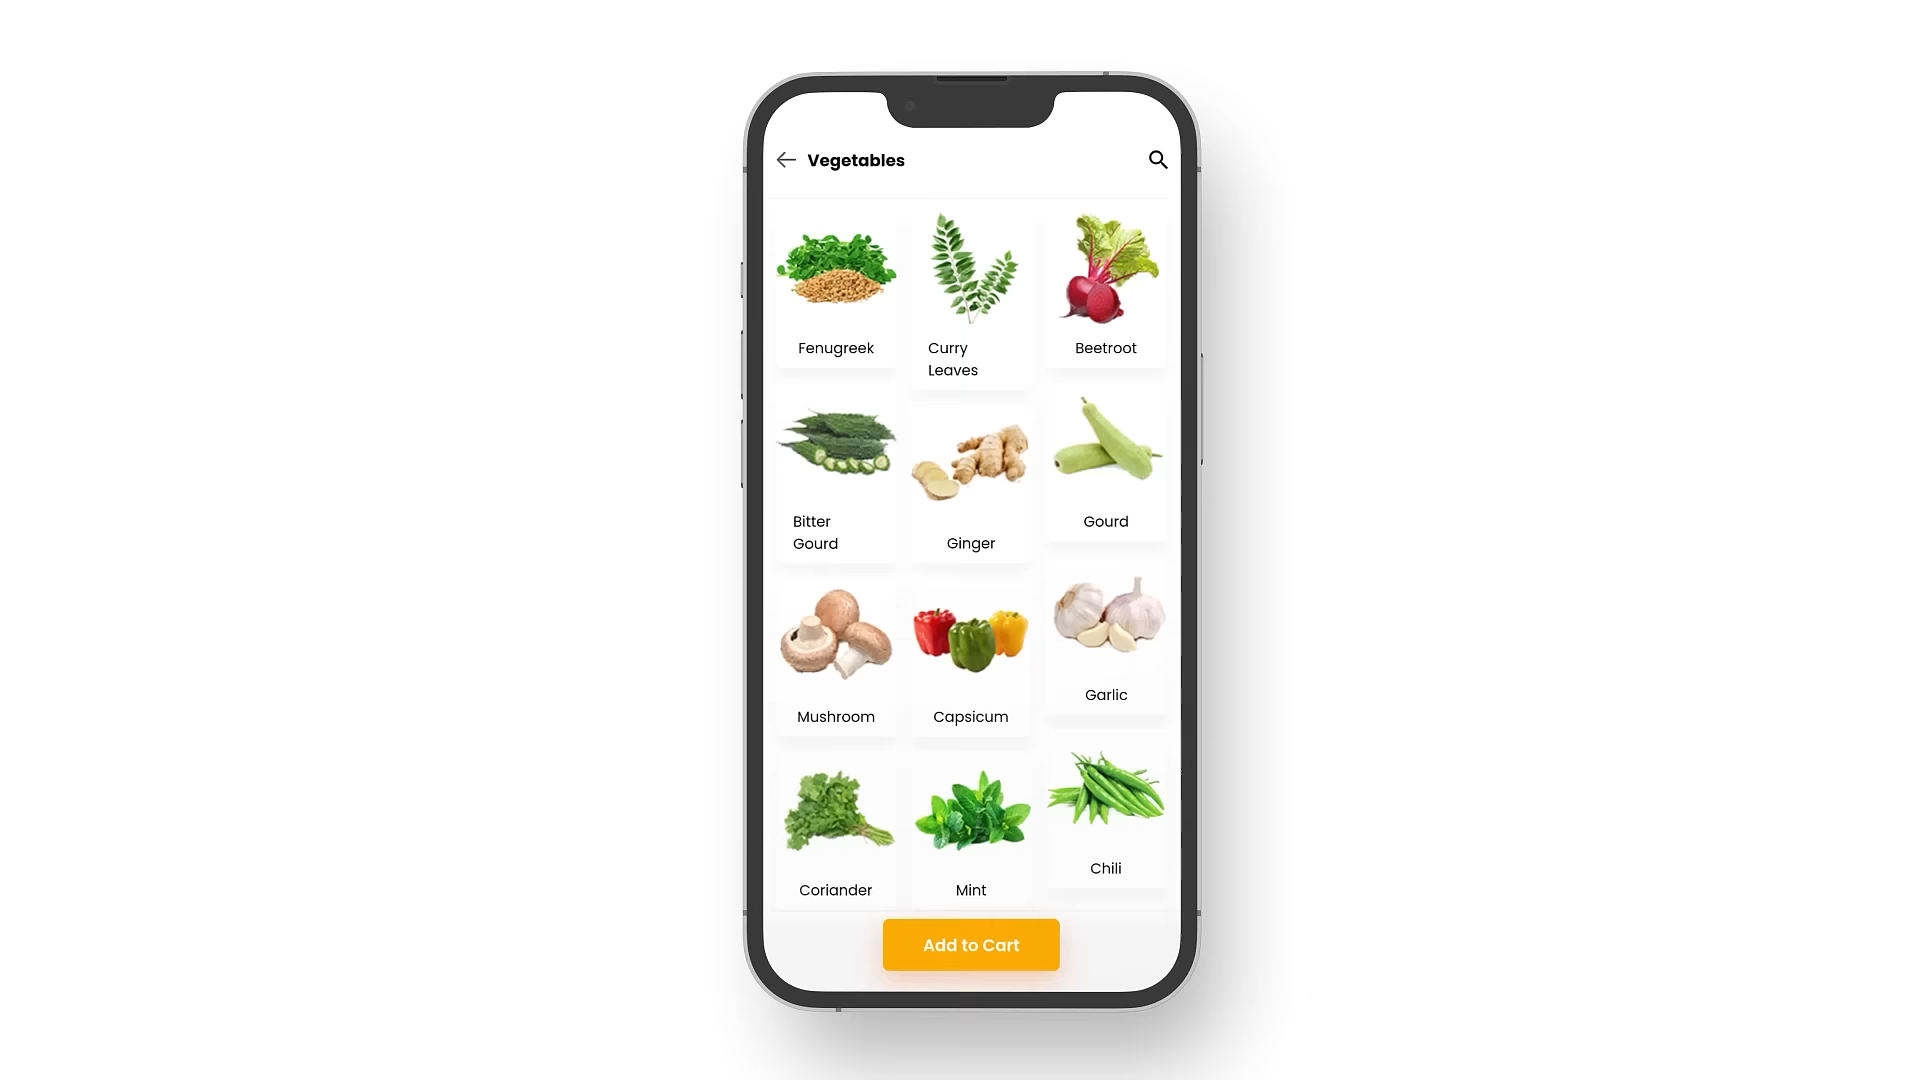 Vegetables
Fenugreek
Curry
Leaves
Beetroot
Bitter
Gourd
Ginger
Gourd
Mushroom
Capsicum
Garlic
Coriander
Mint
Chili
Add to Cart